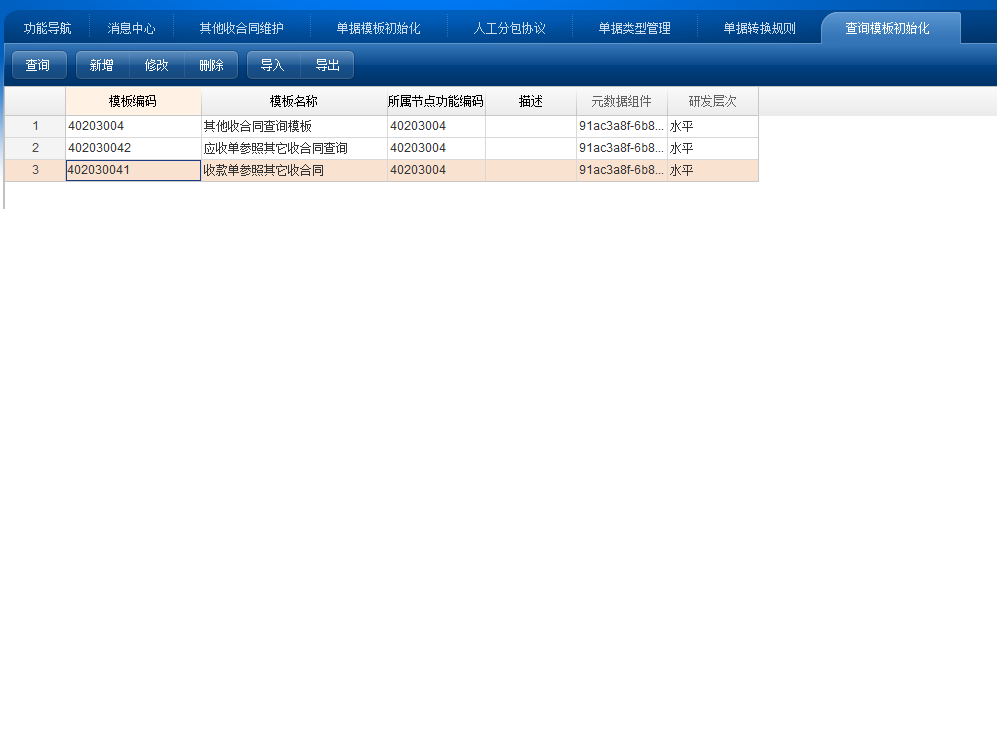 功能导航 消息中心 其他收合同维护 单据模板初始化 人工分包协议 单据类型管理 单据转换规则 查询模板初始化
查询 新增 修改 删除 导入 导出
模板编码 模板名称 所属节点功能编码 描述 元数据组件 研发层次
1 40203004 其他收合同查询模板 40203004 91ac3a8f-6b8... 水平
2 402030042 应收单参照其它收合同查询 40203004 91ac3a8f-6b8... 水平
3 402030041 收款单参照其它收合同 40203004 91ac3a8f-6b8... 水平